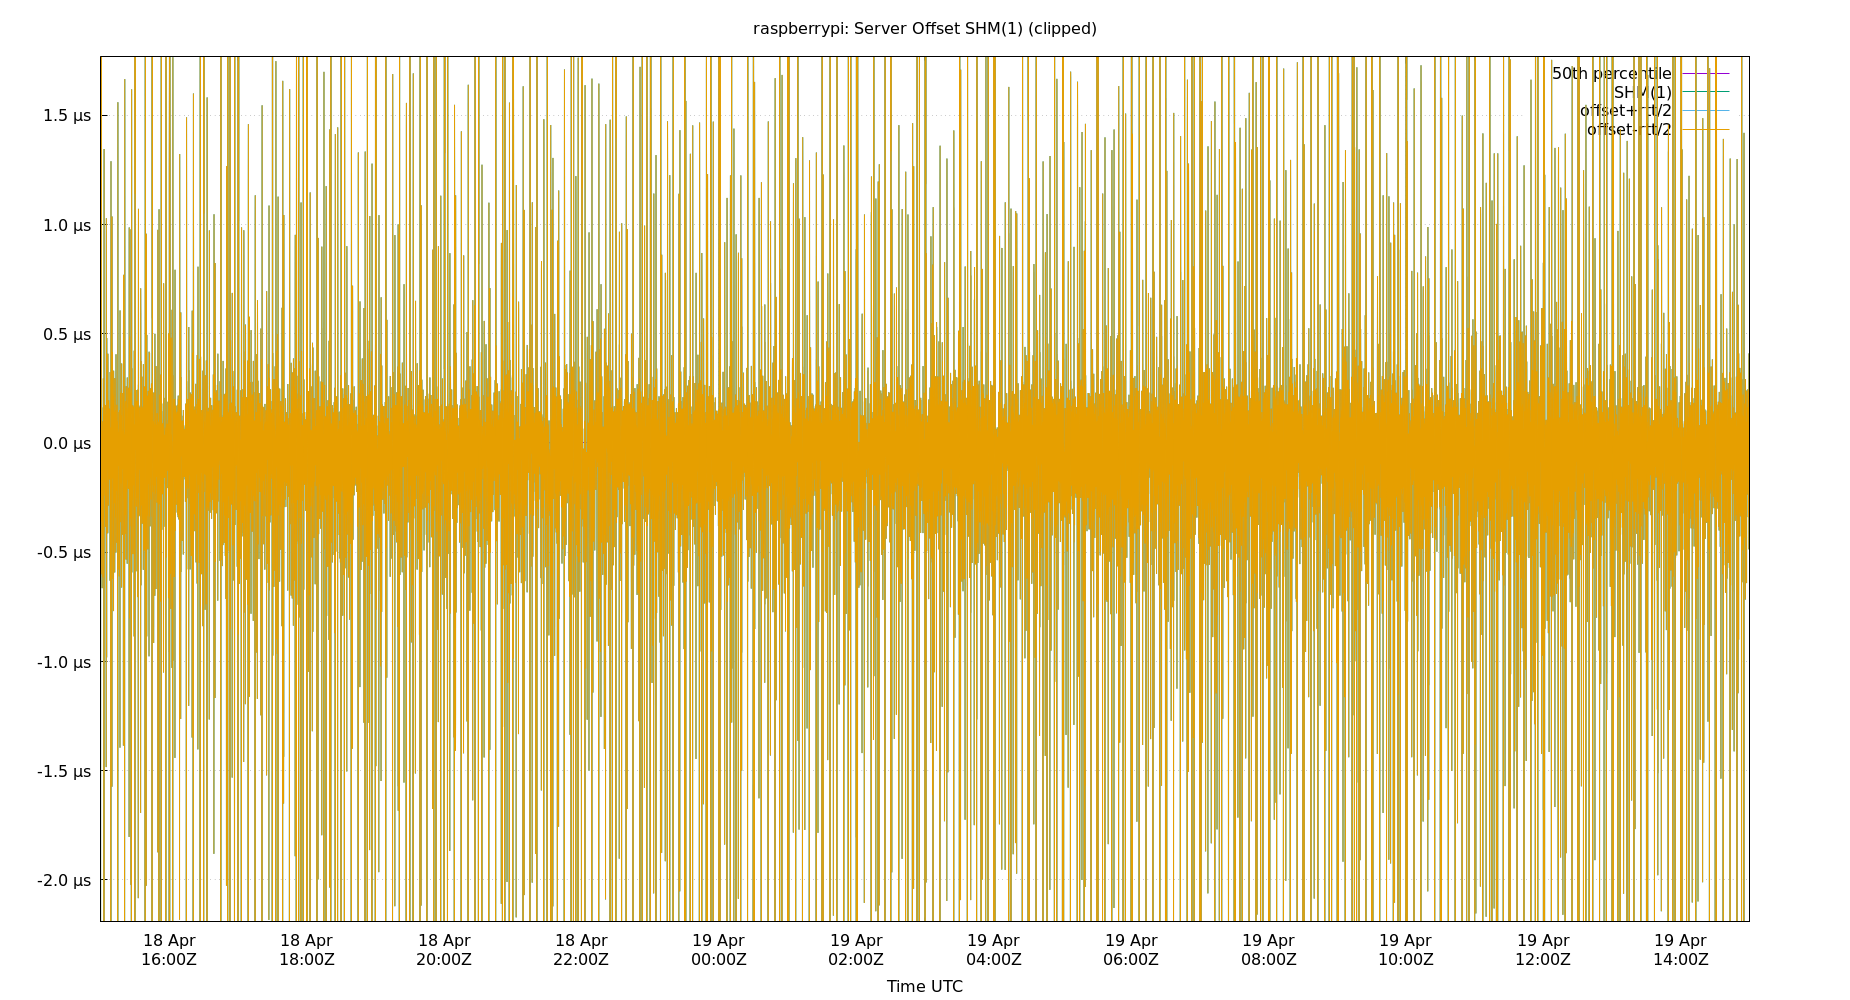 raspberrypi: Server Offset SHM(1) (clipped)
50th percentile
SHM(1)
offset+rtt/2
offset-rtt/2
1.5 µs
1.0 µs
0.5 µs
0.0 µs
-0.5 µs
-1.0 µs
-1.5 µs
-2.0 µs
18 Apr 18 Apr 18 Apr 18 Apr 19 Apr 19 Apr 19 Apr 19 Apr 19 Apr 19 Apr 19 Apr 19 Apr
16:00Z 18:00Z 20:00Z 22:00Z 00:00Z 02:00Z 04:00Z 06:00Z 08:00Z 10:00Z 12:00Z 14:00Z
Time UTC